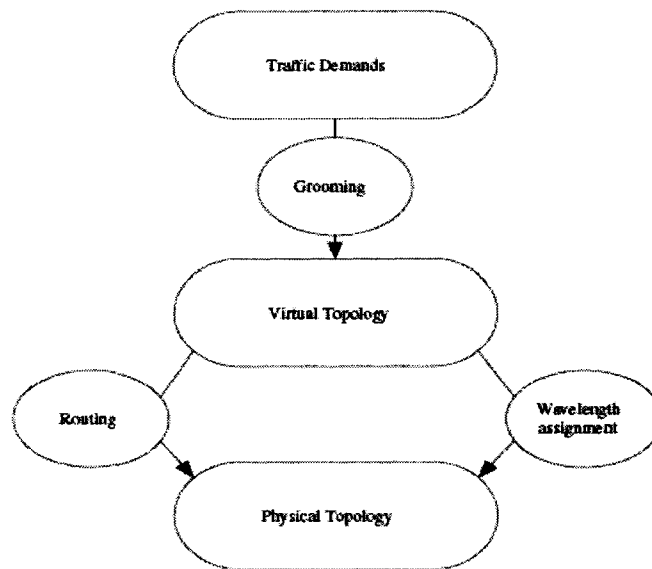 Traffic Demands
Grooming
Virtual Topology
Routing
Wavelength
assignment
Physical Topology